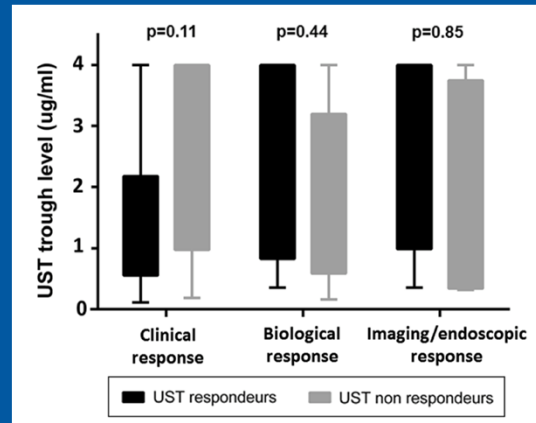 p=0.11 p=0.44 p=0.85
UST trough level (ug/ml)
4
3
2
1
0
Clinical response
Biological response
Imaging/endoscopic response
UST respondeurs UST non respondeurs